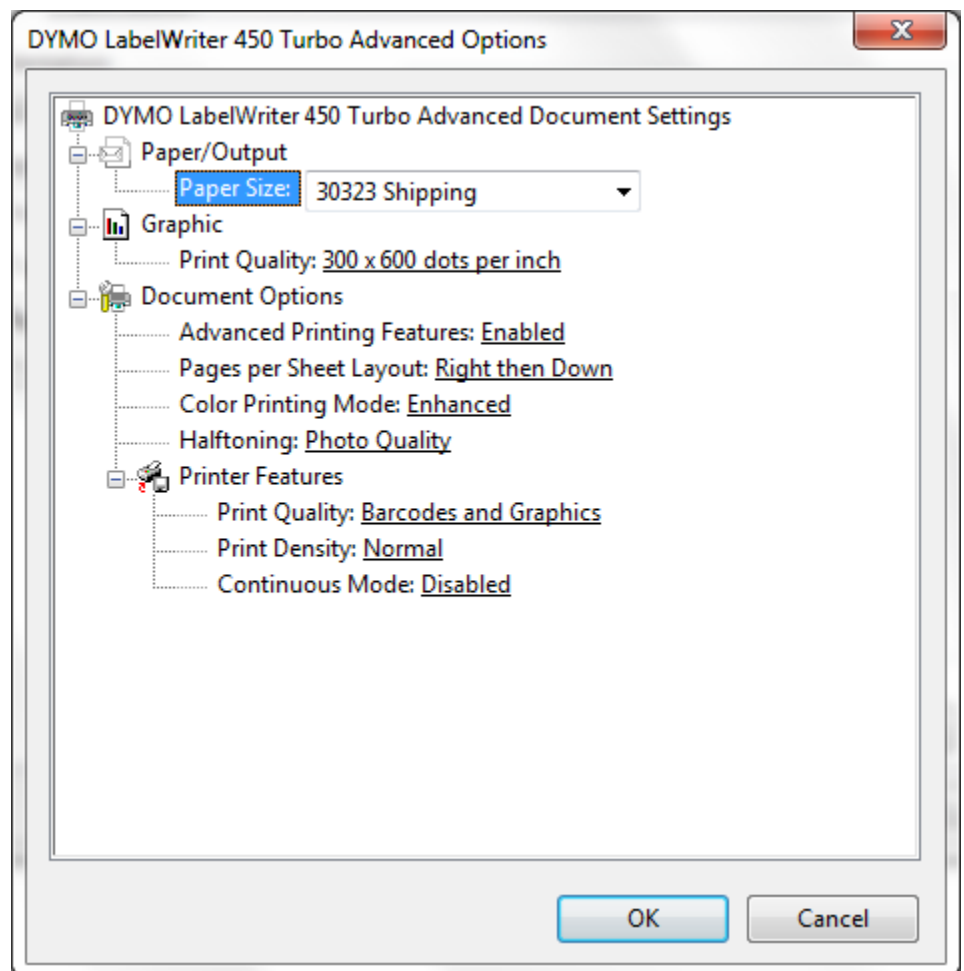 DYMO LabelWriter 450 Turbo Advanced Options
DYMO LabelWriter 450 Turbo Advanced Document Settings
Paper/Output
Paper Size: 30323 Shipping
Graphic
Print Quality: 300 x 600 dots per inch
Document Options
Advanced Printing Features: Enabled
Pages per Sheet Layout: Right then Down
Color Printing Mode: Enhanced
Halftoning: Photo Quality
Printer Features
Print Quality: Barcodes and Graphics
Print Density: Normal
Continuous Mode: Disabled
OK Cancel